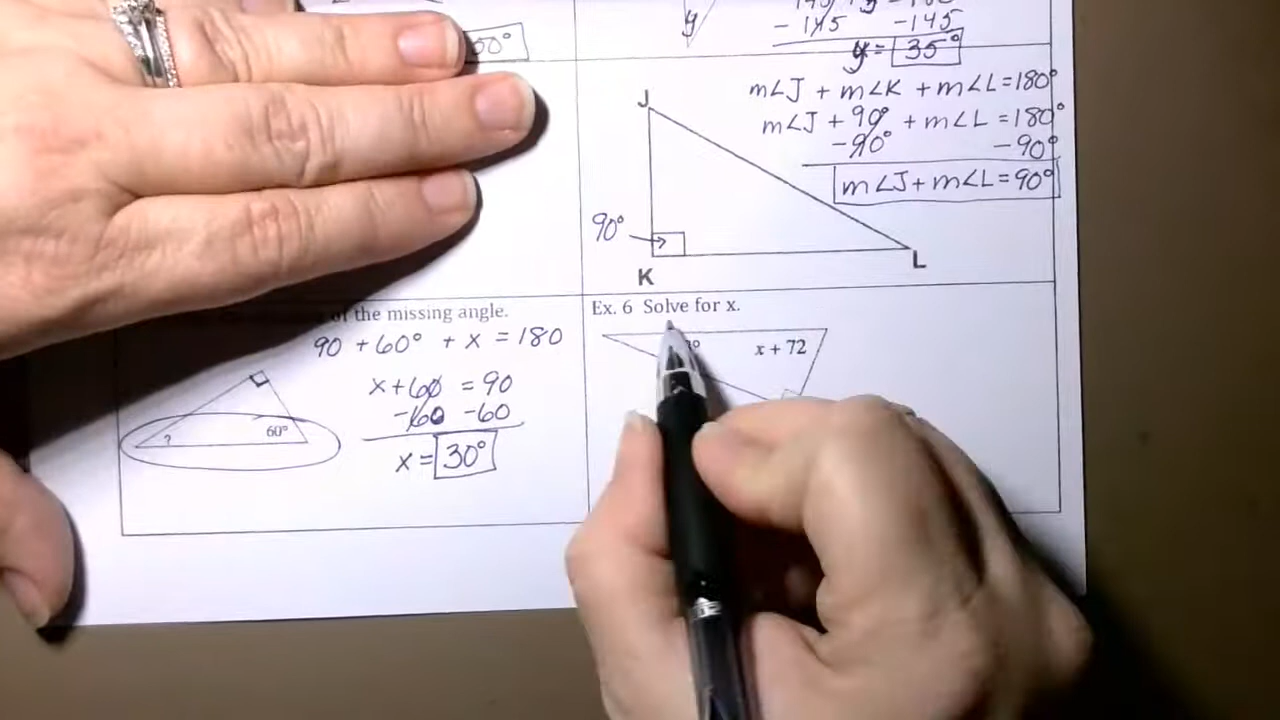 50°
y
- 145 -145
y = 35°
J
K
L
90°
m∠J + m∠K + m∠L = 180°
m∠J + 90° + m∠L = 180°
-90° -90°
m∠J + m∠L = 90°
of the missing angle.
90 + 60° + x = 180
x + 60 = 90
-60 -60
x = 30°
?
60°
Ex. 6 Solve for x.
x + 72